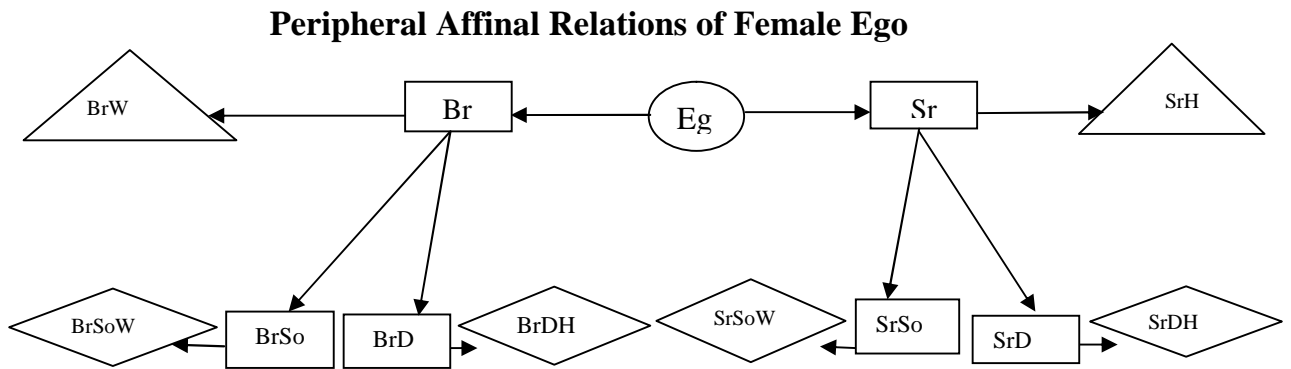 Peripheral Affinal Relations of Female Ego
BrW
Br
Eg
Sr
SrH
BrSoW
BrSo
BrD
BrDH
SrSoW
SrSo
SrD
SrDH